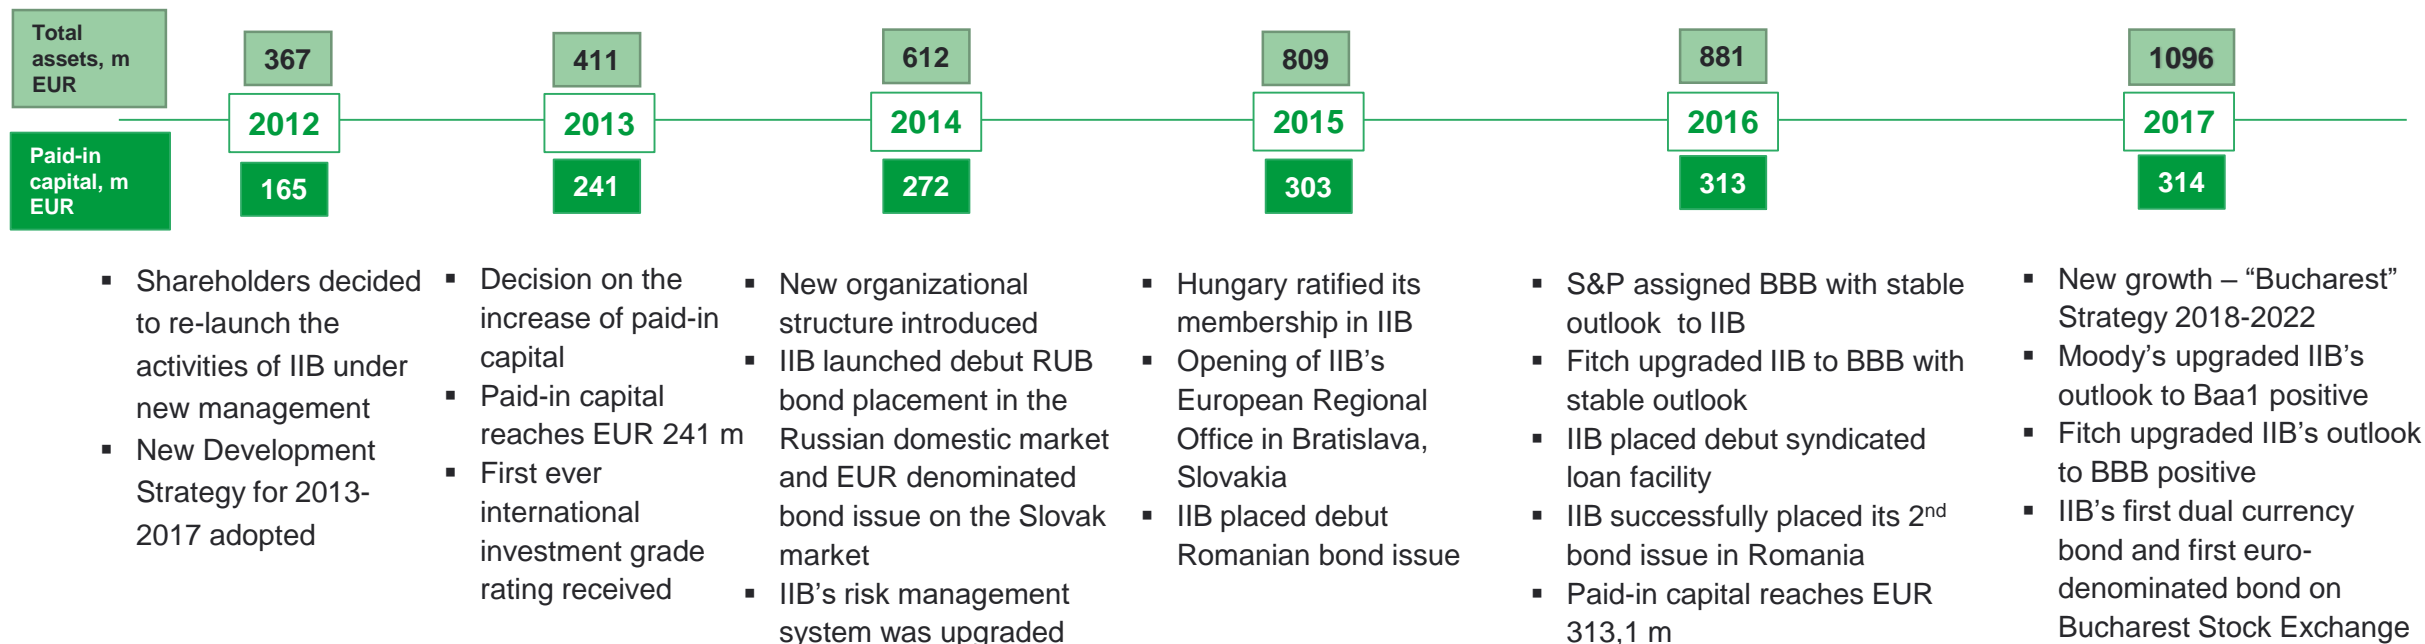 Total
assets, m
EUR
367
411
612
809
881
1096
2012
2013
2014
2015
2016
2017
Paid-in
capital, m
EUR
165
241
272
303
313
314
▪ Shareholders decided
to re-launch the
activities of IIB under
new management
▪ New Development
Strategy for 2013-
2017 adopted
▪ Decision on the
increase of paid-in
capital
▪ Paid-in capital
reaches EUR 241 m
▪ First ever
international
investment grade
rating received
▪ New organizational
structure introduced
▪ IIB launched debut RUB
bond placement in the
Russian domestic market
and EUR denominated
bond issue on the Slovak
market
▪ IIB's risk management
system was upgraded
▪ Hungary ratified its
membership in IIB
▪ Opening of IIB's
European Regional
Office in Bratislava,
Slovakia
▪ IIB placed debut
Romanian bond issue
▪ S&P assigned BBB with stable
outlook to IIB
▪ Fitch upgraded IIB to BBB with
stable outlook
▪ IIB placed debut syndicated
loan facility
▪ IIB successfully placed its 2nd
bond issue in Romania
▪ Paid-in capital reaches EUR
313,1 m
▪ New growth – “Bucharest”
Strategy 2018-2022
▪ Moody’s upgraded IIB’s
outlook to Baa1 positive
▪ Fitch upgraded IIB’s outlook
to BBB positive
▪ IIB’s first dual currency
bond and first euro-
denominated bond on
Bucharest Stock Exchange